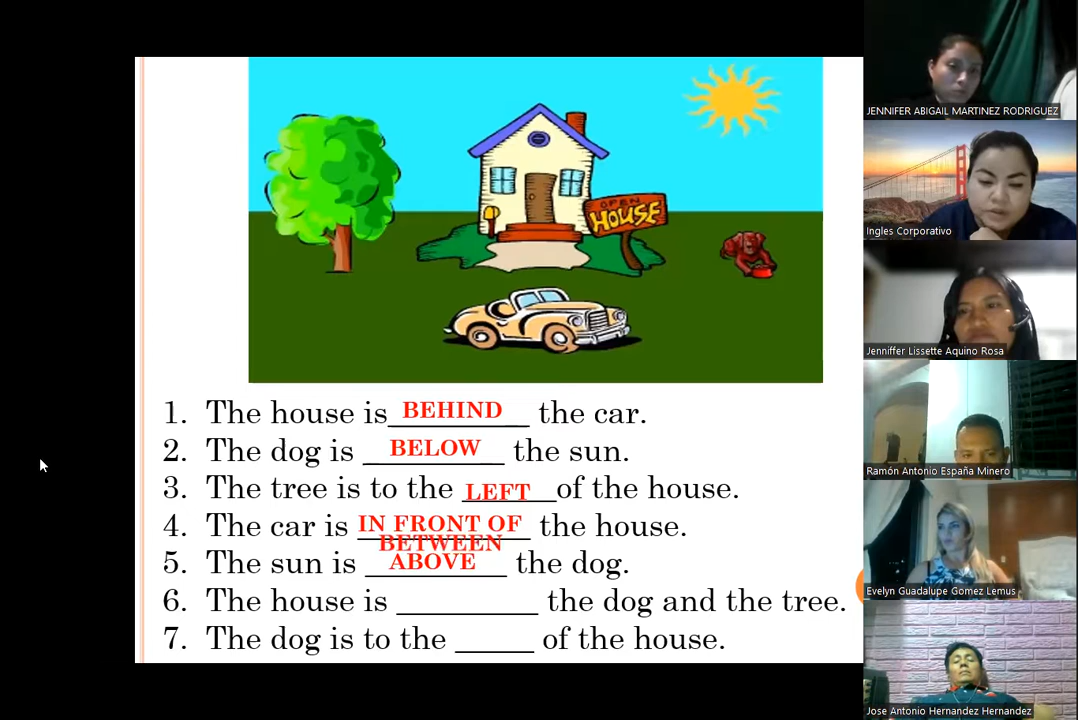 OPEN
HOUSE
1. The house is BEHIND the car.
2. The dog is BELOW the sun.
3. The tree is to the LEFT of the house.
4. The car is IN FRONT OF the house.
BETWEEN
5. The sun is ABOVE the dog.
6. The house is __________ the dog and the tree.
7. The dog is to the _____ of the house.
JENNIFER ABIGAIL MARTINEZ RODRIGUEZ
Ingles Corporativo
Jenniffer Lissette Aquino Rosa
Ramón Antonio España Minero
Evelyn Guadalupe Gomez Lemus
Jose Antonio Hernandez Hernandez